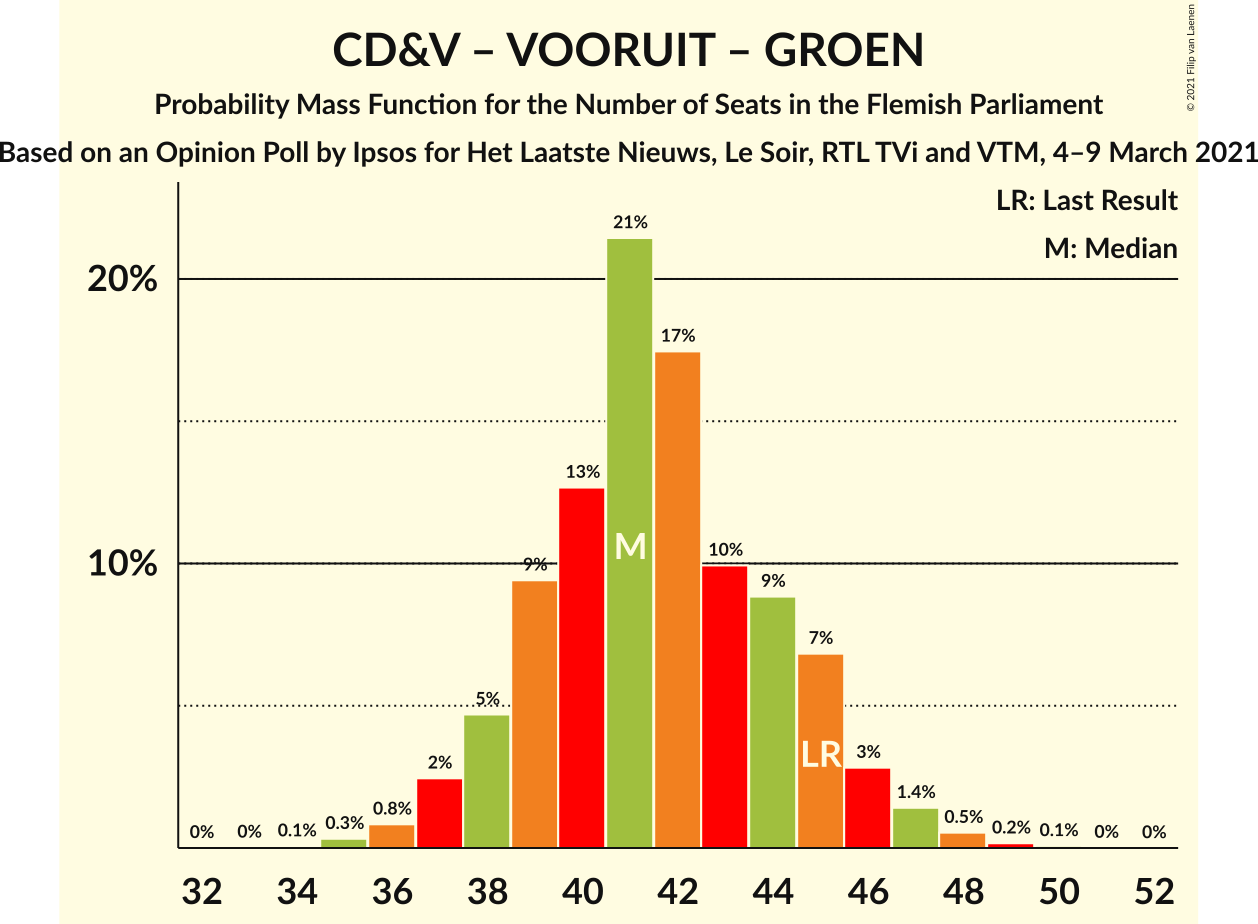 CD&V – VOORUIT – GROEN
Probability Mass Function for the Number of Seats in the Flemish Parliament
Based on an Opinion Poll by Ipsos for Het Laatste Nieuws, Le Soir, RTL TVi and VTM, 4–9 March 2021
© 2021 Filip van Laenen
LR: Last Result
M: Median
20%
10%
0%
0%
0.1%
0.3%
0.8%
2%
5%
9%
13%
21%
17%
10%
9%
7%
3%
1.4%
0.5%
0.2%
0.1%
0%
0%
M
LR
32 34 36 38 40 42 44 46 48 50 52